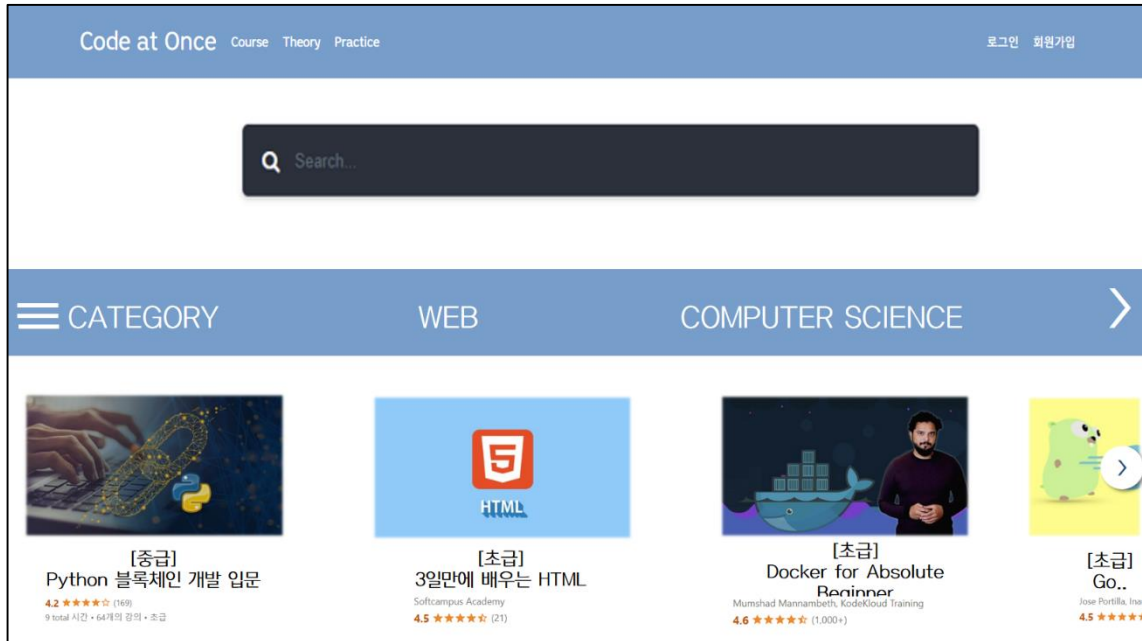 Code at Once Course Theory Practice
로그인 회원가입
Search...
CATEGORY
WEB
COMPUTER SCIENCE
HTML
[중급]
Python 블록체인 개발 입문
4.2 (169)
9 total 시간 • 64개의 강의 • 초급
[초급]
3일만에 배우는 HTML
Softcampus Academy
4.5 (21)
[초급]
Docker for Absolute
Beginner
Mumshad Mannambeth, KodeKloud Training
4.6 (1,000+)
[초급]
Go..
Jose Portilla,
4.5